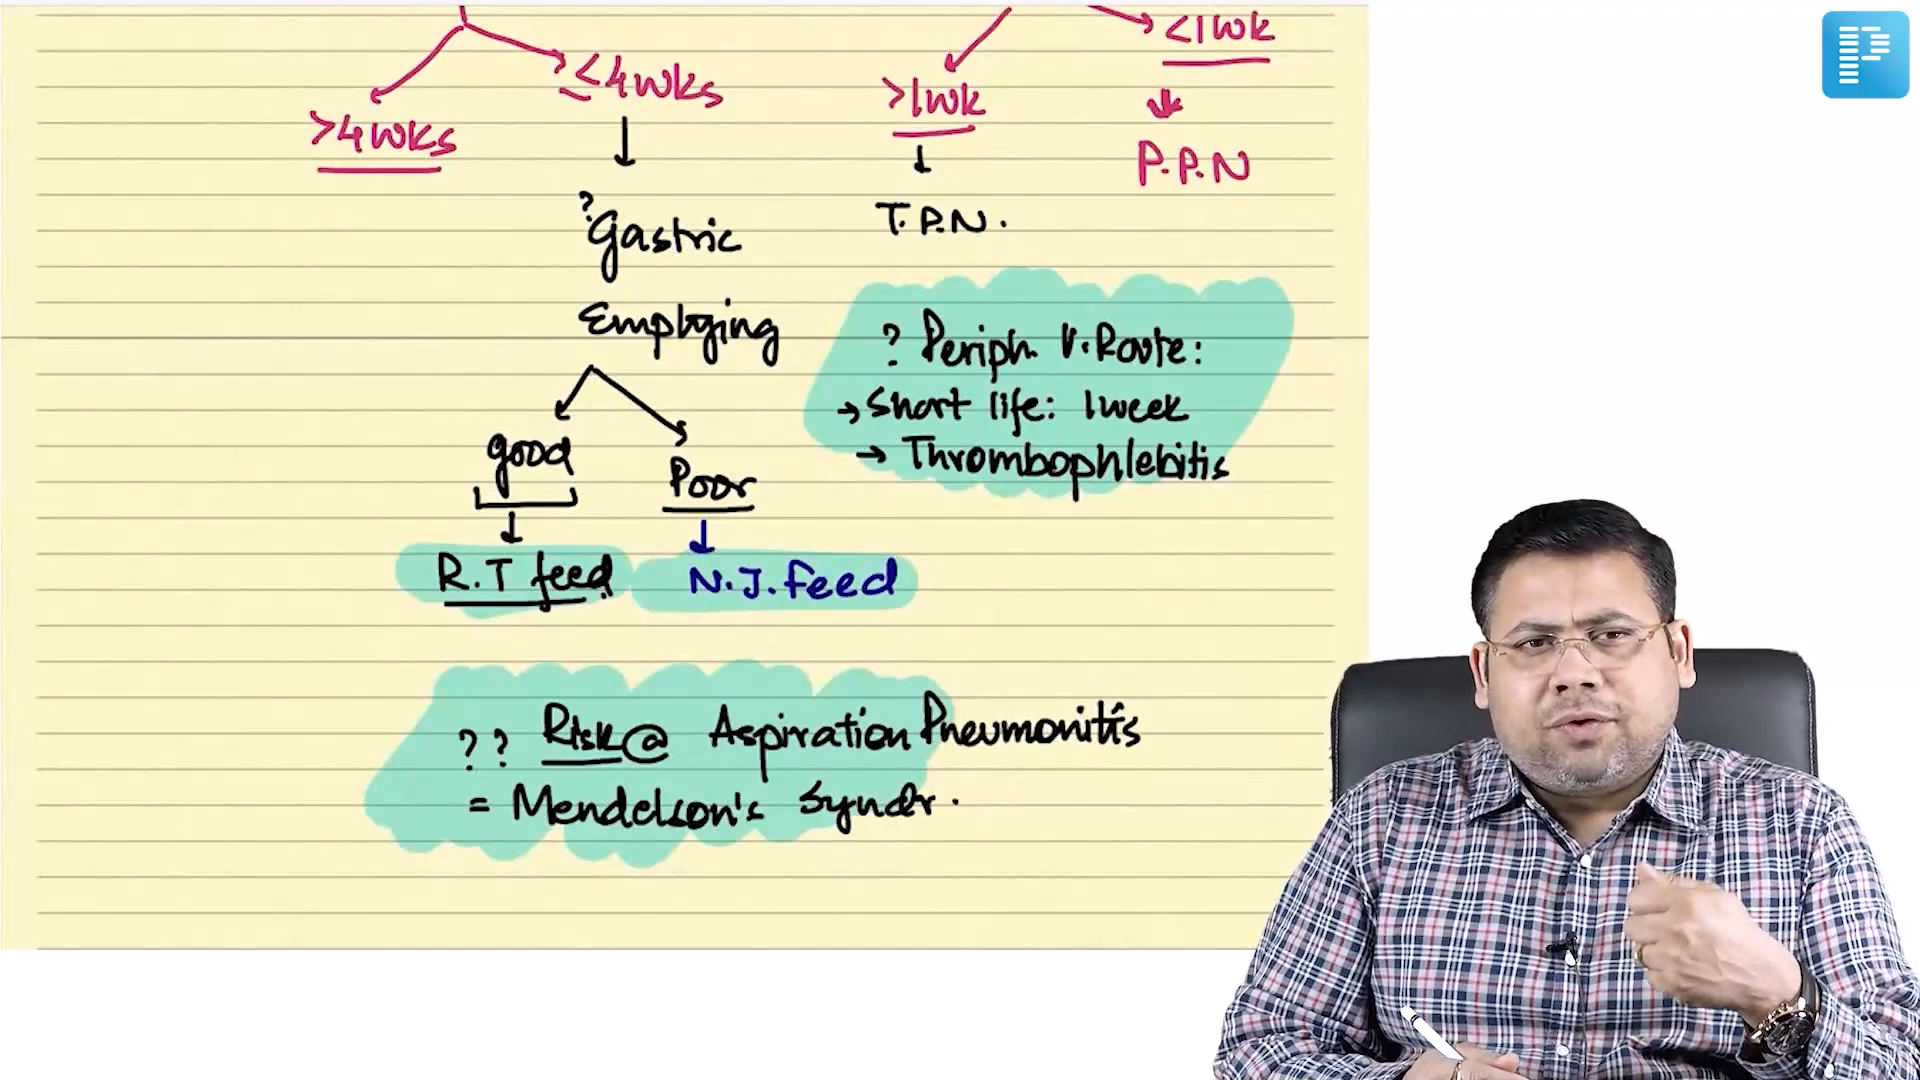 <1wk
≤4wks
>1wk
>4wks
P.P.N
T.P.N.
? Gastric
Emptying
? Periph. V. Route:
→ Short life: 1 week
→ Thrombophlebitis
good
Poor
R.T feed
N.J. feed
?? Risk @ Aspiration Pneumonitis
= Mendelson's Syndr.
P